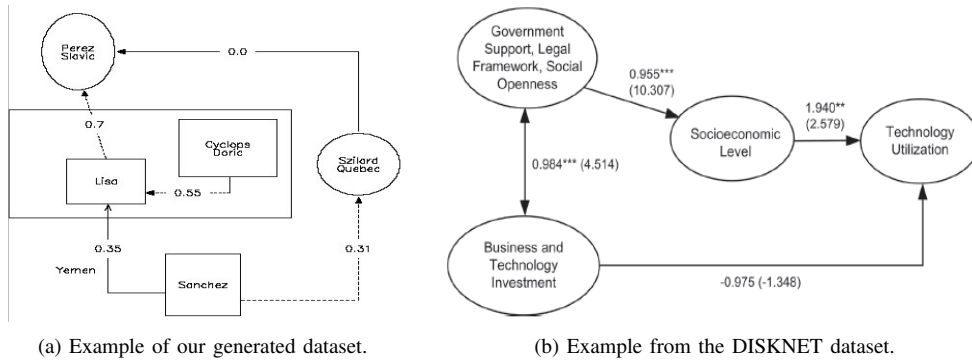 Perez
Slavic
0.0
0.7
Cyclops
Doric
Lisa
0.55
Szilard
Quebec
0.35
0.31
Yemen
Sanchez
(a) Example of our generated dataset.
Government
Support, Legal
Framework, Social
Openness
0.955***
(10.307)
Socioeconomic
Level
1.940**
(2.579)
Technology
Utilization
0.984*** (4.514)
Business and
Technology
Investment
-0.975 (-1.348)
(b) Example from the DISKNET dataset.